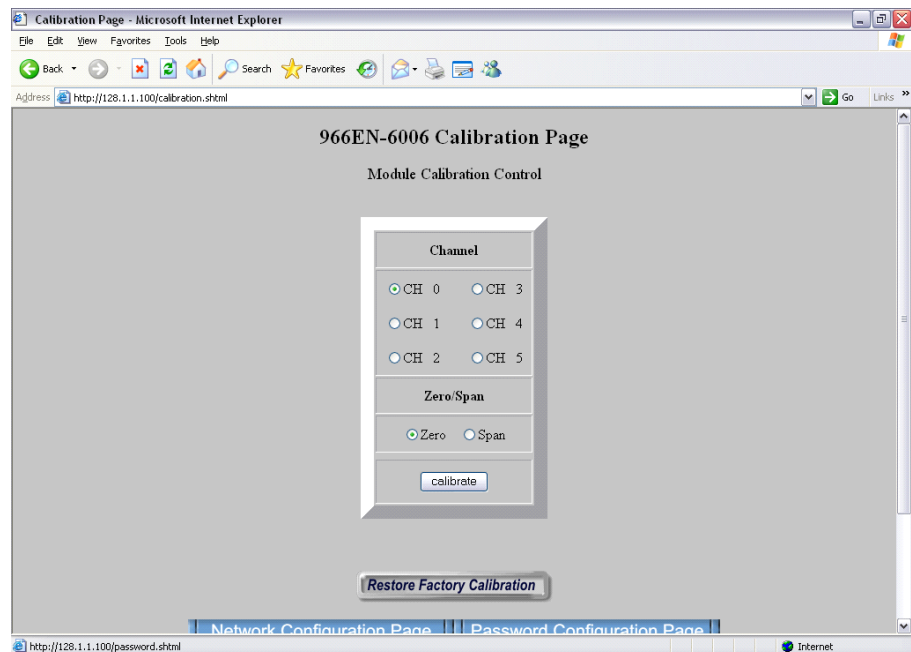 Calibration Page - Microsoft Internet Explorer
File Edit View Favorites Tools Help
Back Search Favorites
Address http://128.1.1.100/calibration.shtml Go Links »
966EN-6006 Calibration Page
Module Calibration Control
Channel
CH 0 CH 3
CH 1 CH 4
CH 2 CH 5
Zero/Span
Zero Span
calibrate
Restore Factory Calibration
Network Configuration Page Password Configuration Page
http://128.1.1.100/password.shtml Internet